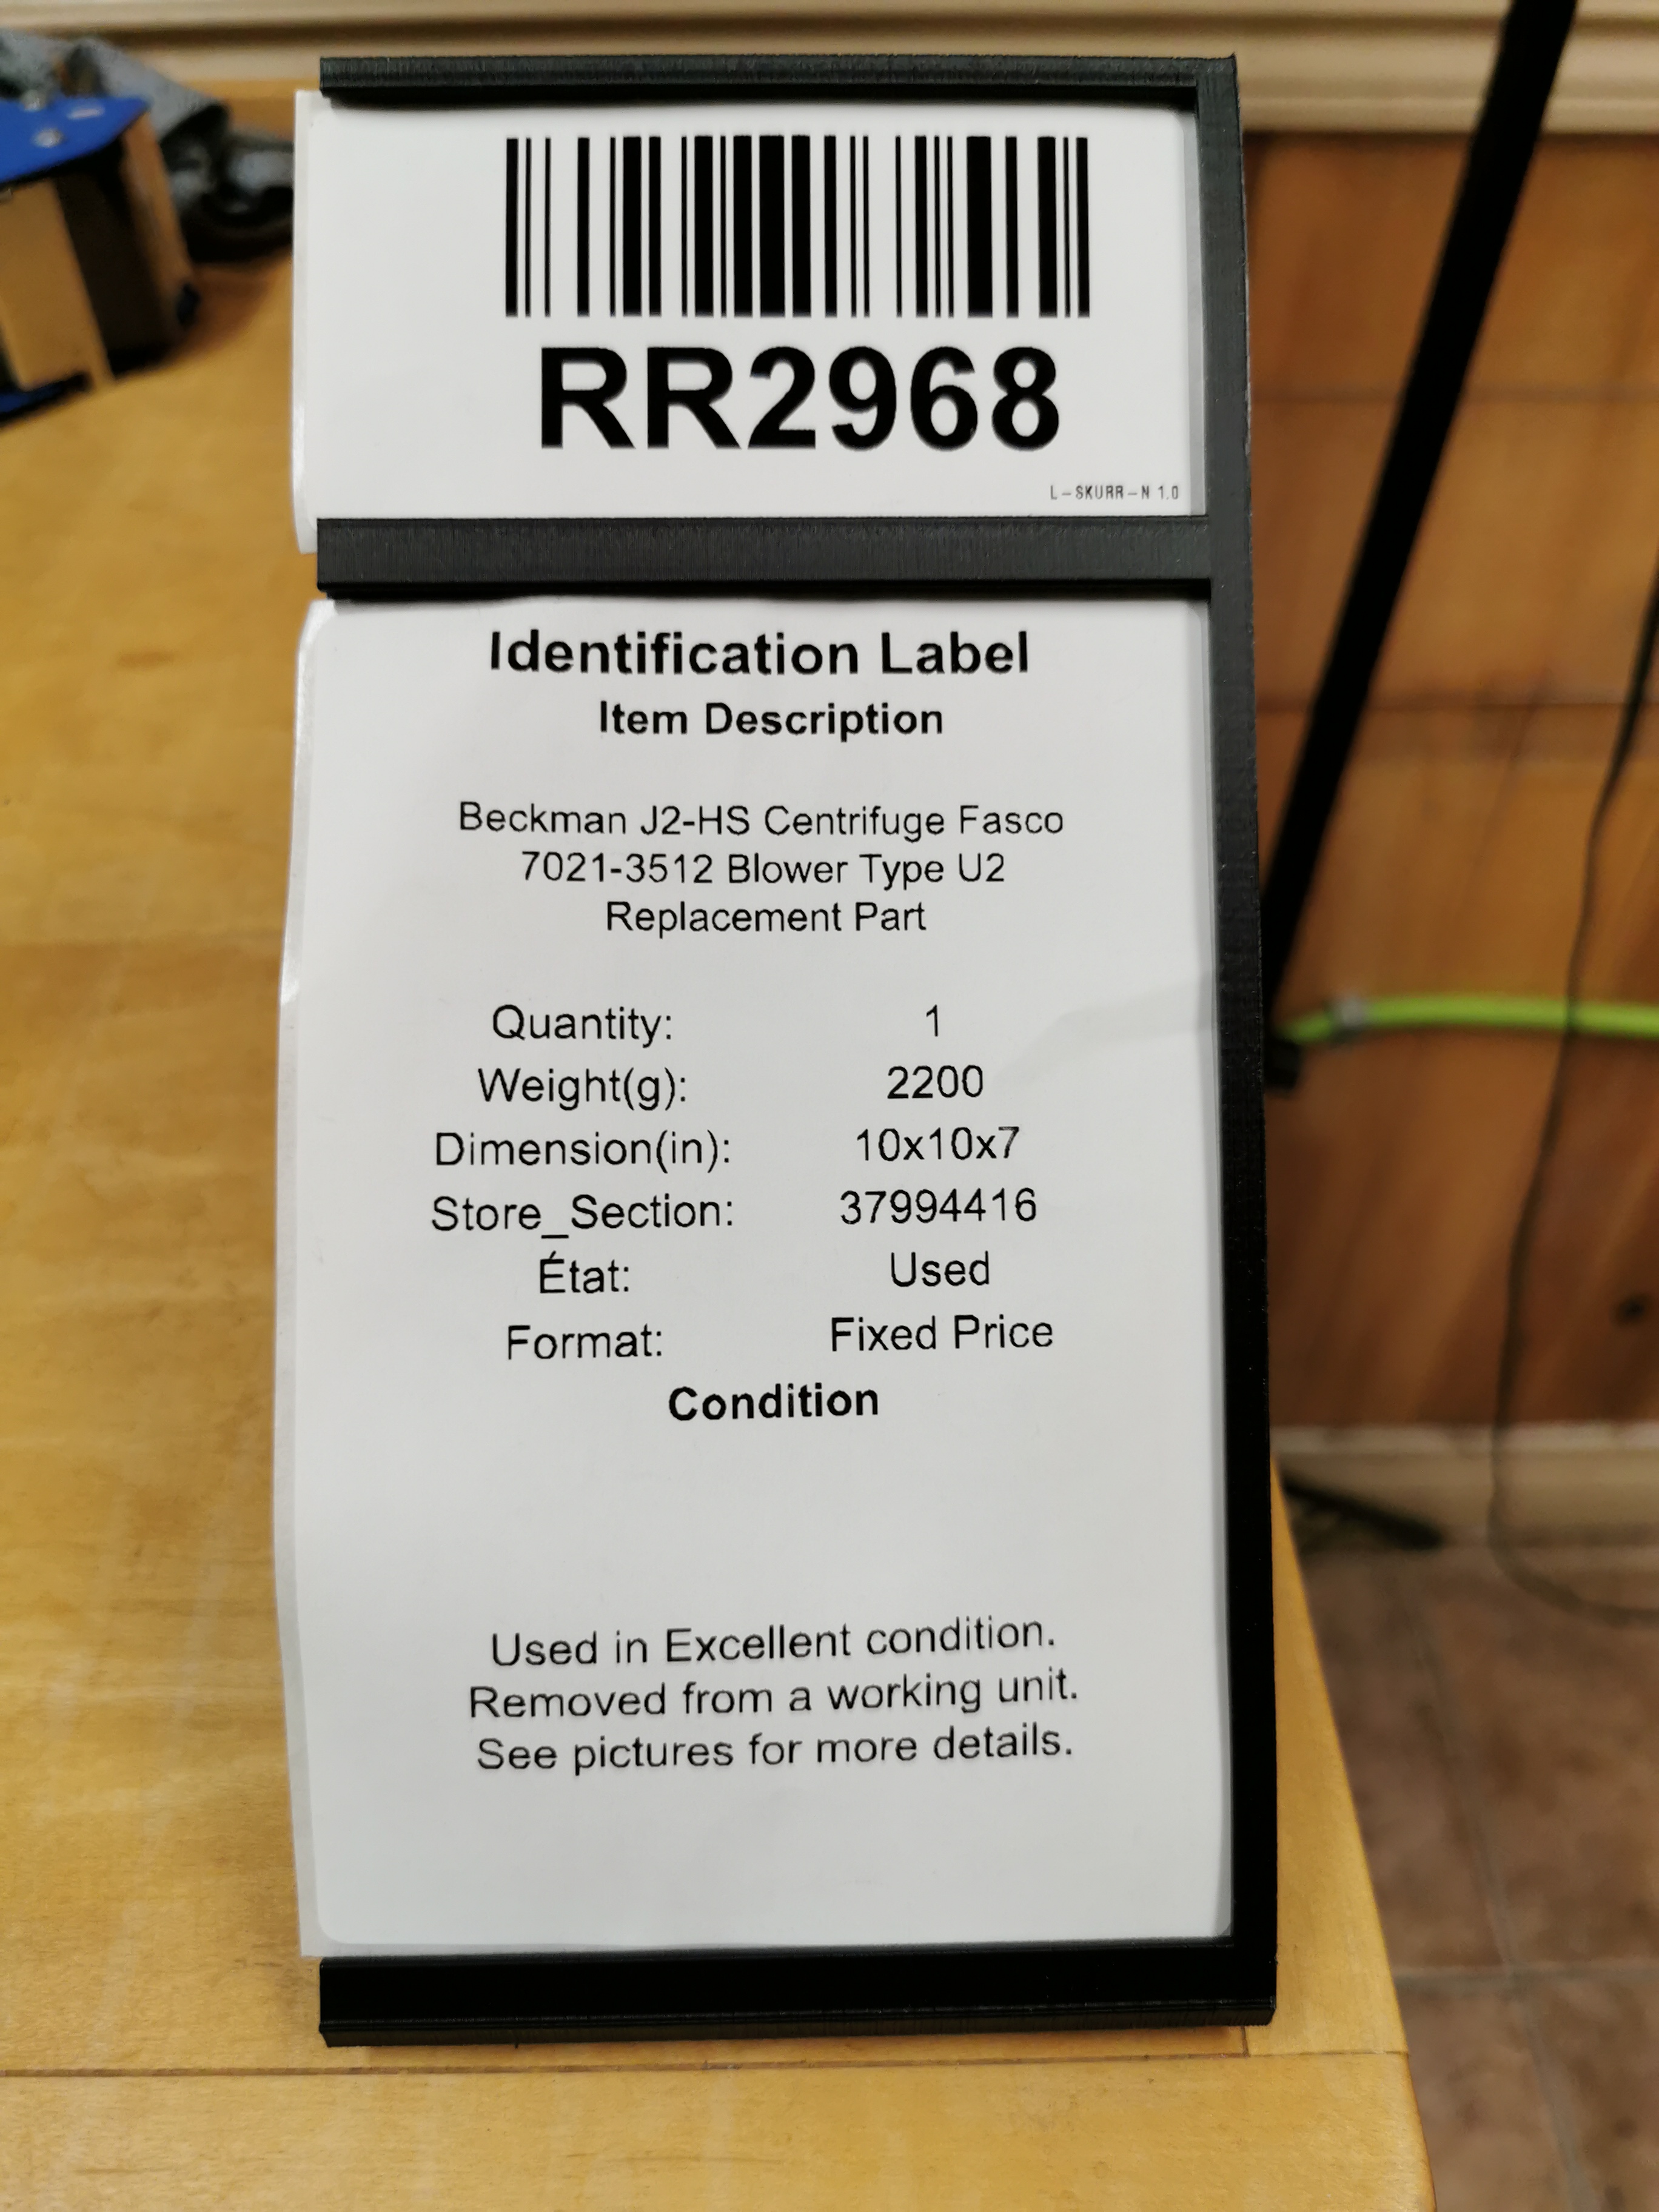 RR2968
L-SKURR-N 1.0
Identification Label
Item Description
Beckman J2-HS Centrifuge Fasco
7021-3512 Blower Type U2
Replacement Part
Quantity: 1
Weight(g): 2200
Dimension(in): 10x10x7
Store_Section: 37994416
État: Used
Format: Fixed Price
Condition
Used in Excellent condition.
Removed from a working unit.
See pictures for more details.